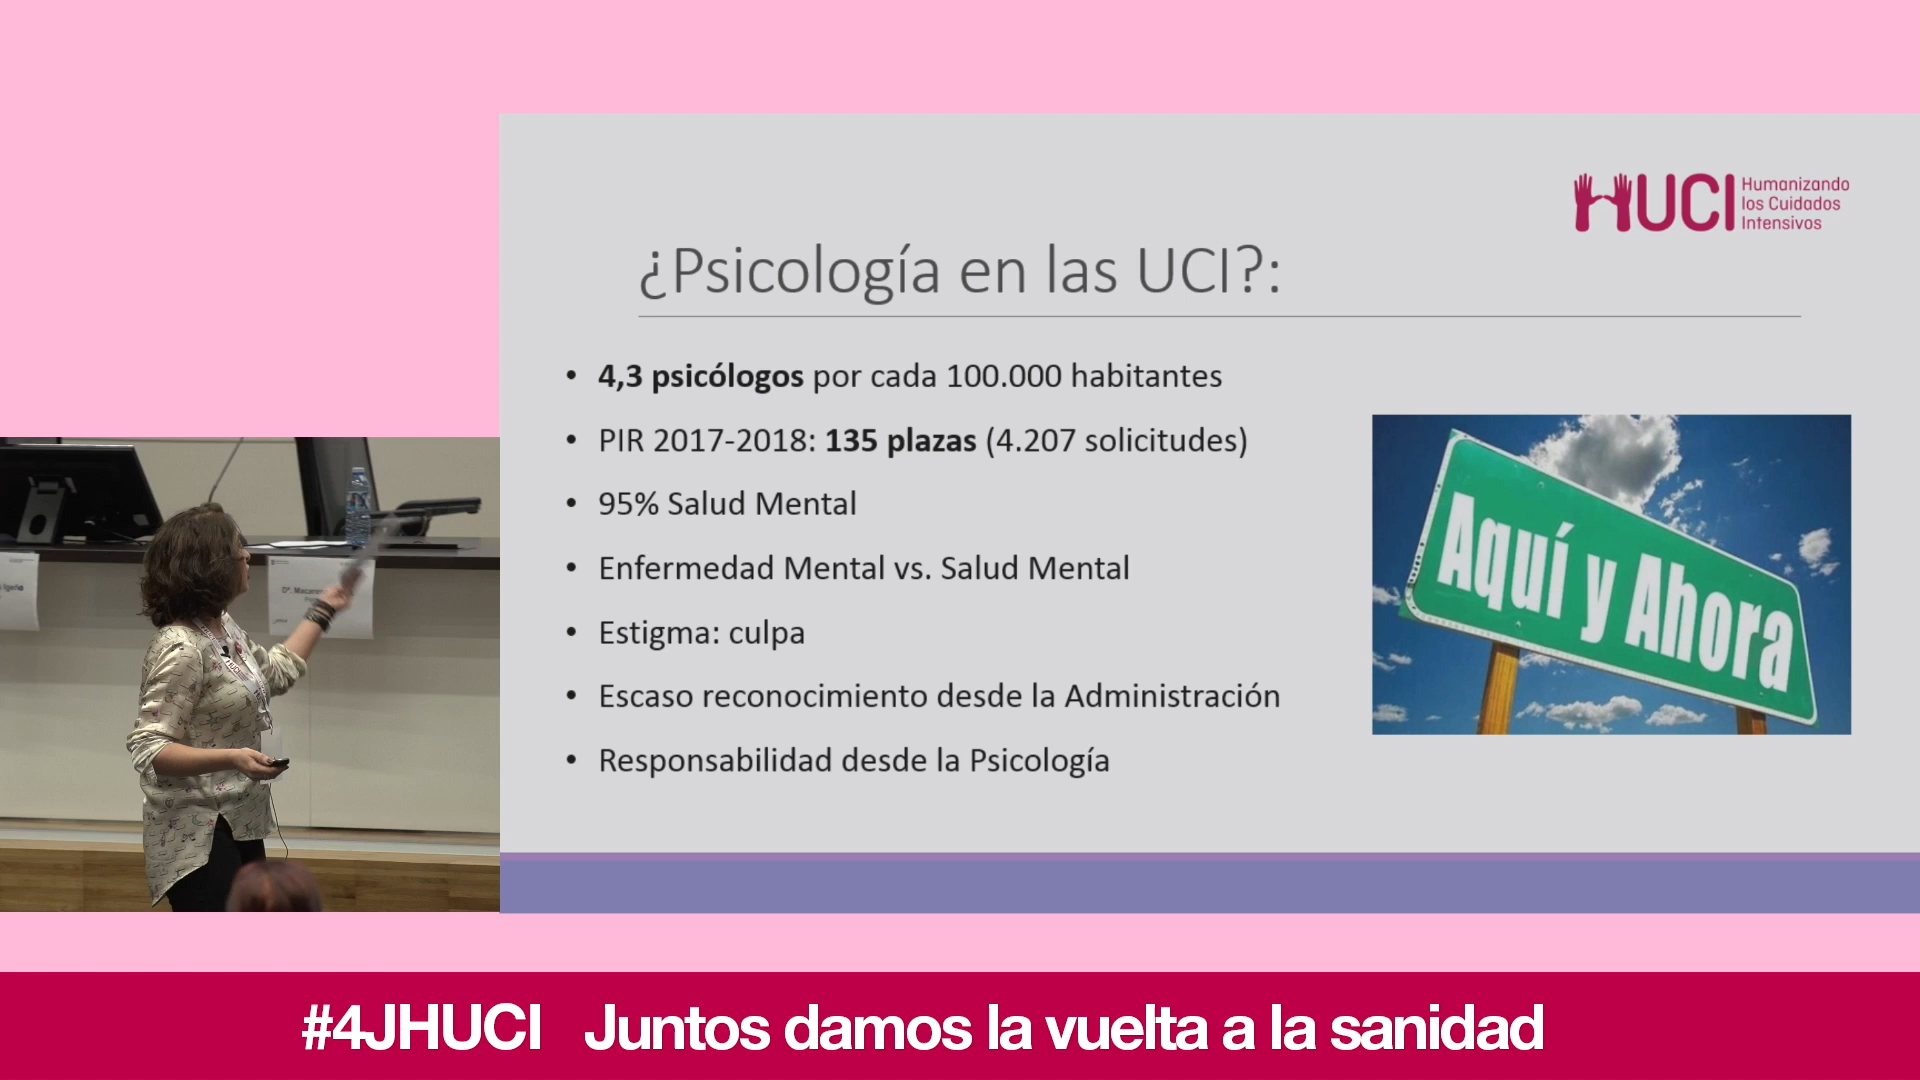 HUCI Humanizando
los Cuidados
Intensivos
¿Psicología en las UCI?:
• 4,3 psicólogos por cada 100.000 habitantes
• PIR 2017-2018: 135 plazas (4.207 solicitudes)
• 95% Salud Mental
• Enfermedad Mental vs. Salud Mental
• Estigma: culpa
• Escaso reconocimiento desde la Administración
• Responsabilidad desde la Psicología
Aquí y Ahora
Dª.
HUCI
#4JHUCI Juntos damos la vuelta a la sanidad